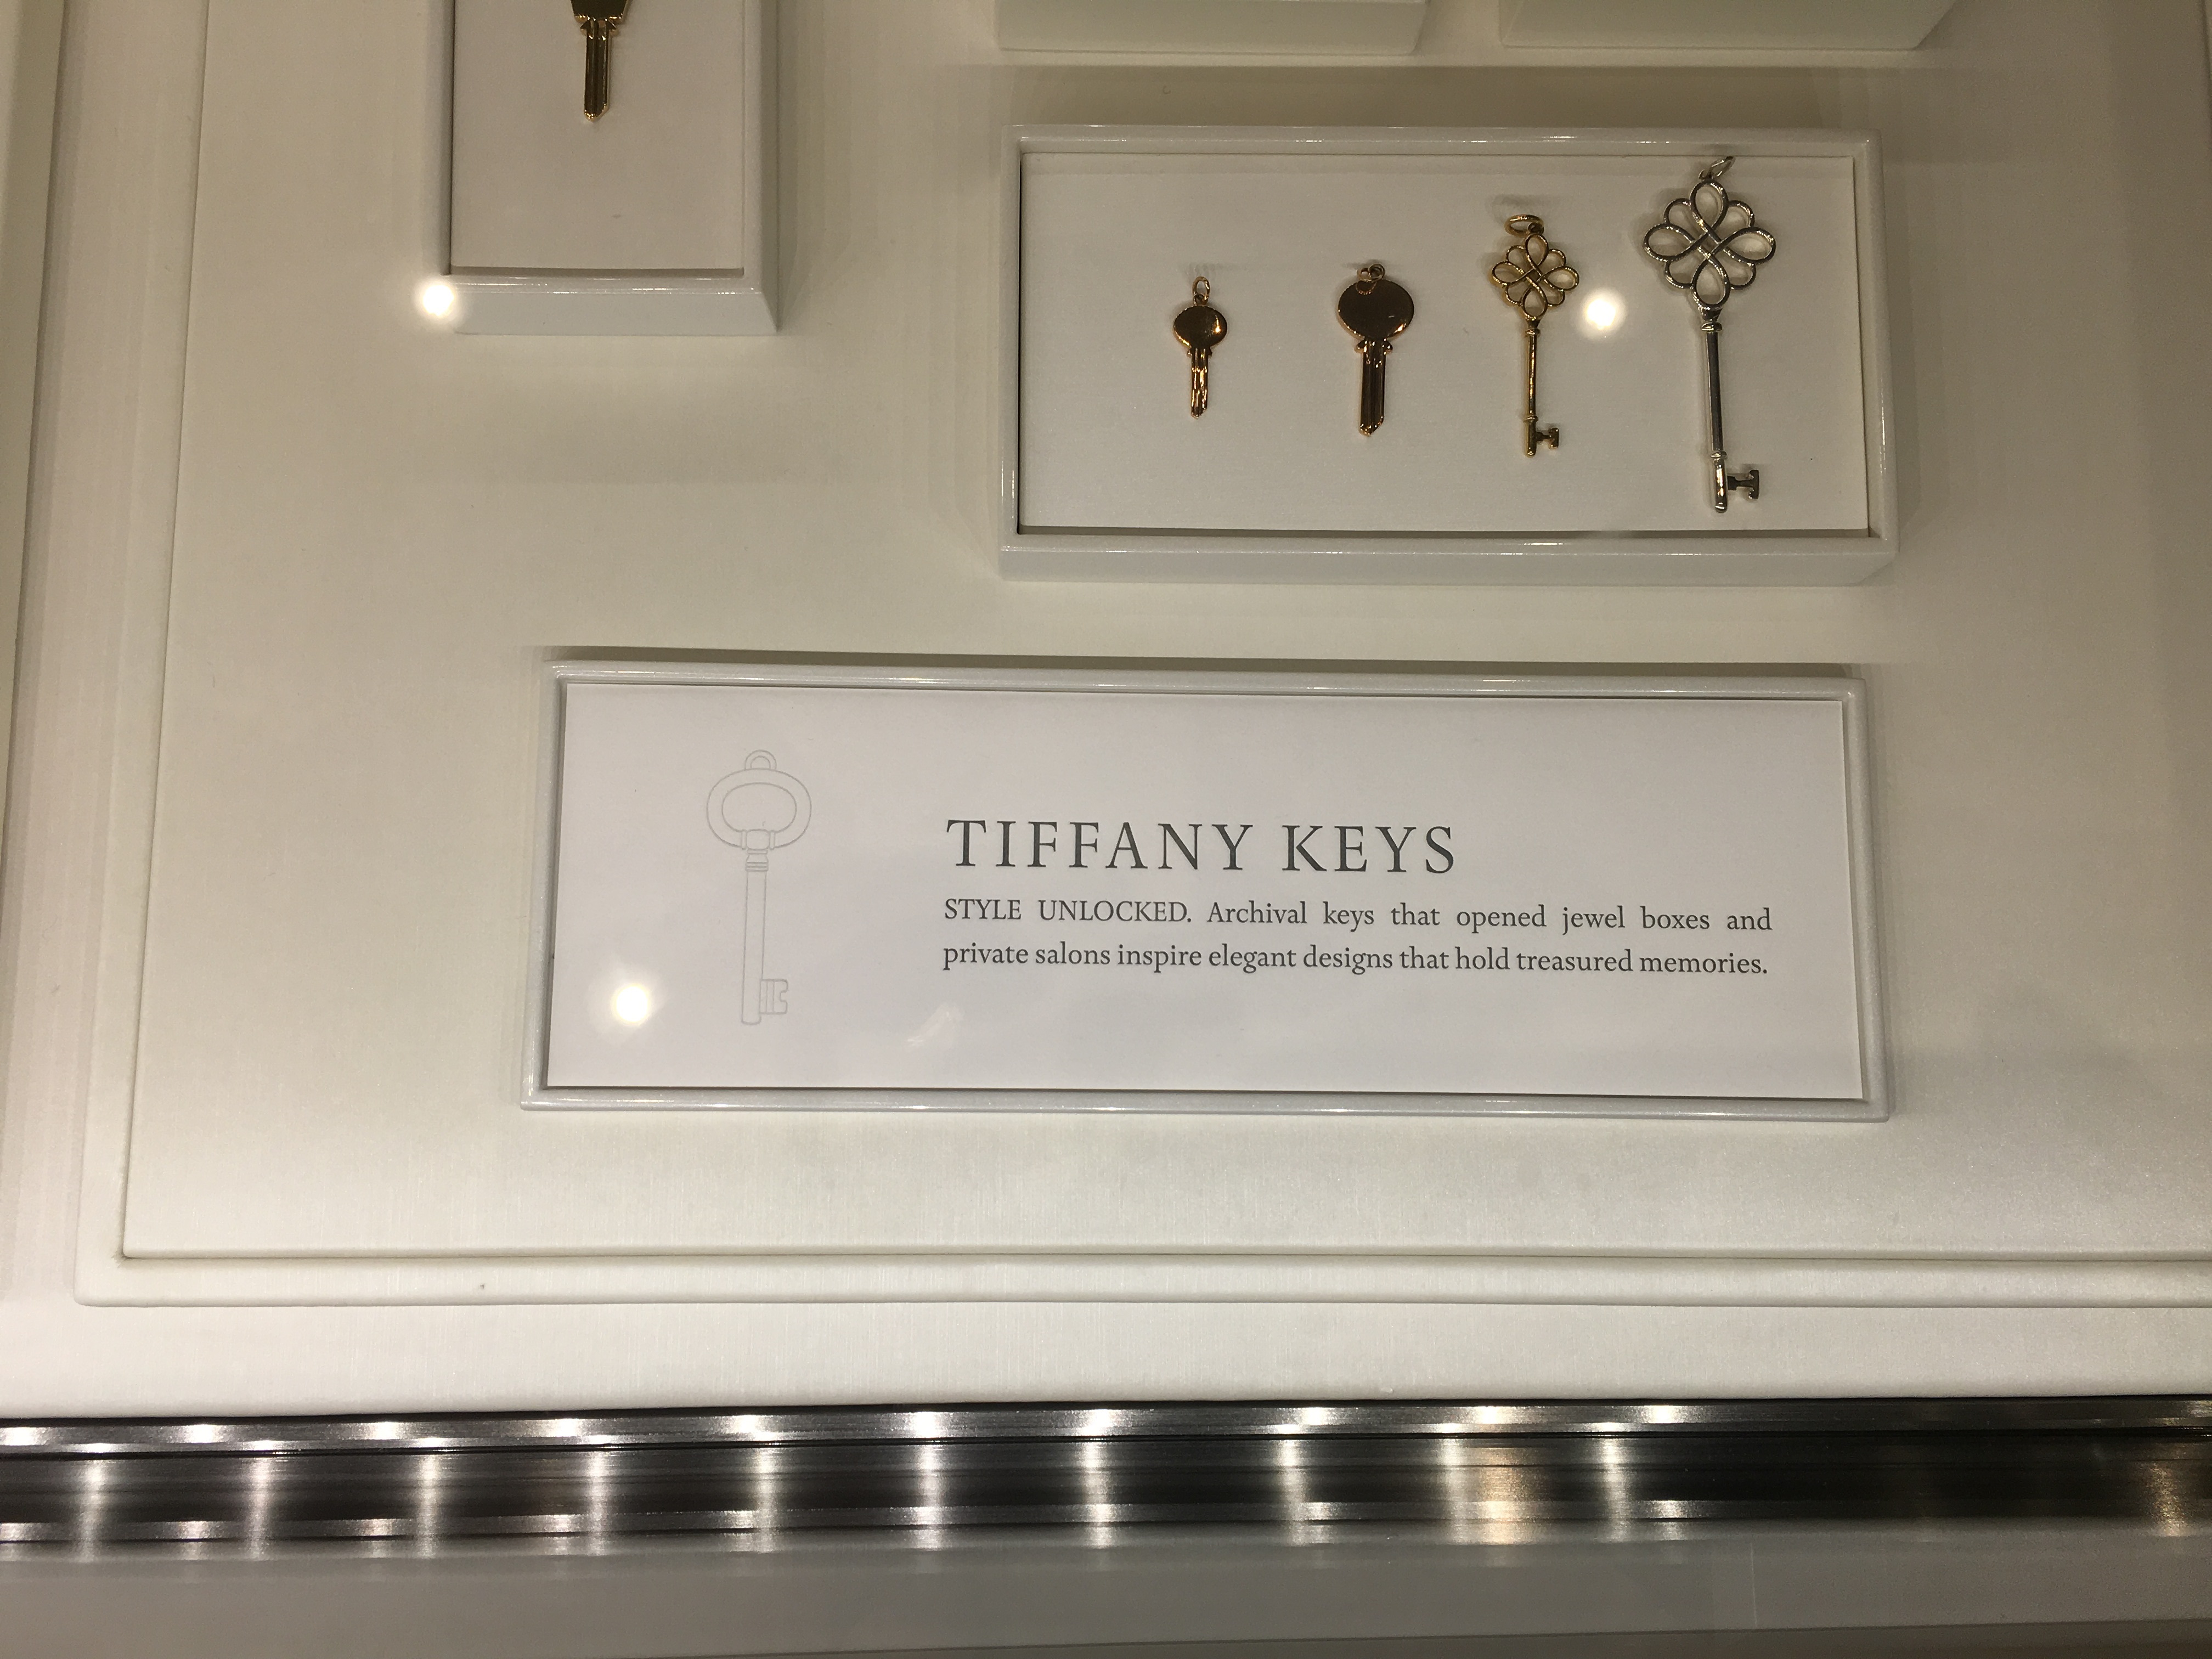 TIFFANY KEYS
STYLE UNLOCKED. Archival keys that opened jewel boxes and
private salons inspire elegant designs that hold treasured memories.